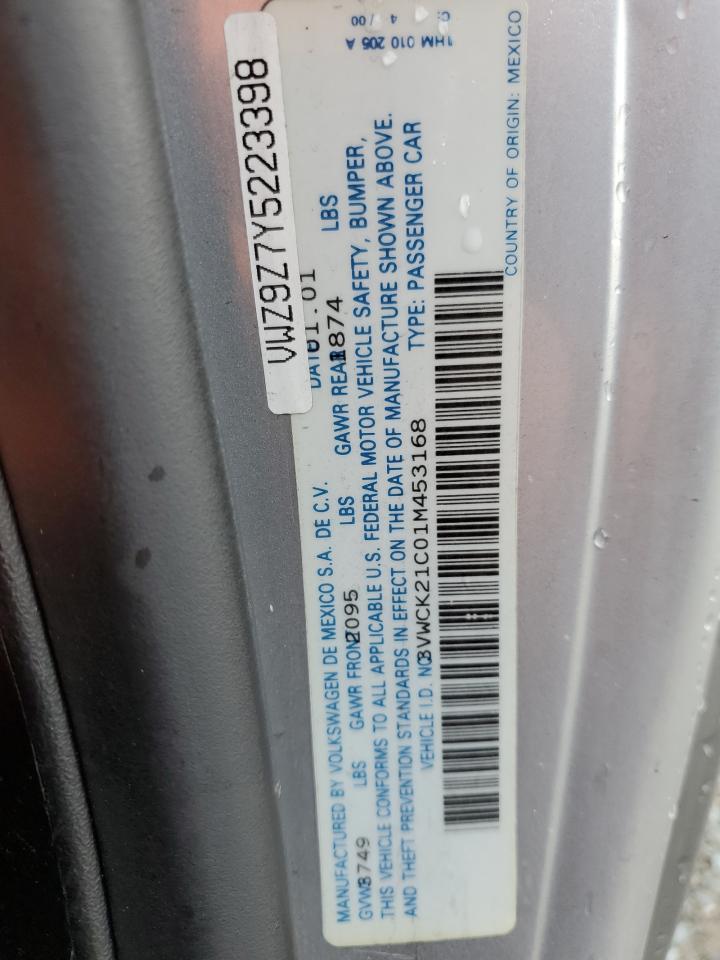 VWZ9Z7Y5223398
MANUFACTURED BY VOLKSWAGEN DE MEXICO S.A. DE C.V. DATE 01.01
GVW 3749 LBS GAWR FRONT 2095 LBS GAWR REAR 1874 LBS
THIS VEHICLE CONFORMS TO ALL APPLICABLE U.S. FEDERAL MOTOR VEHICLE SAFETY, BUMPER,
AND THEFT PREVENTION STANDARDS IN EFFECT ON THE DATE OF MANUFACTURE SHOWN ABOVE.
VEHICLE I.D. NO 3VWCK21C01M453168 TYPE: PASSENGER CAR
COUNTRY OF ORIGIN: MEXICO
1HM 010 205 A